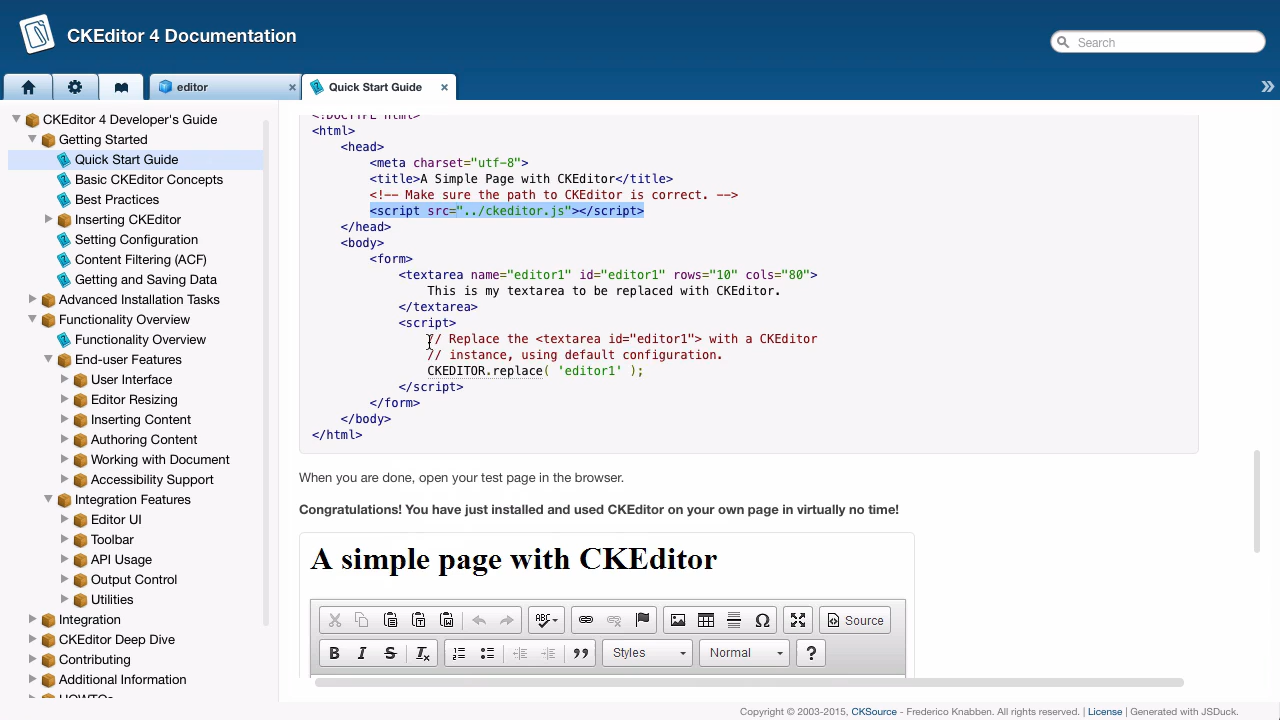 CKEditor 4 Documentation
Search
editor
Quick Start Guide
CKEditor 4 Developer's Guide
Getting Started
Quick Start Guide
Basic CKEditor Concepts
Best Practices
Inserting CKEditor
Setting Configuration
Content Filtering (ACF)
Getting and Saving Data
Advanced Installation Tasks
Functionality Overview
Functionality Overview
End-user Features
User Interface
Editor Resizing
Inserting Content
Authoring Content
Working with Document
Accessibility Support
Integration Features
Editor UI
Toolbar
API Usage
Output Control
Utilities
Integration
CKEditor Deep Dive
Contributing
Additional Information
HOWTOs
<!DOCTYPE html>
<html>
<head>
<meta charset="utf-8">
<title>A Simple Page with CKEditor</title>
<!-- Make sure the path to CKEditor is correct. -->
<script src="../ckeditor.js"></script>
</head>
<body>
<form>
<textarea name="editor1" id="editor1" rows="10" cols="80">
This is my textarea to be replaced with CKEditor.
</textarea>
<script>
// Replace the <textarea id="editor1"> with a CKEditor
// instance, using default configuration.
CKEDITOR.replace( 'editor1' );
</script>
</form>
</body>
</html>
When you are done, open your test page in the browser.
Congratulations! You have just installed and used CKEditor on your own page in virtually no time!
A simple page with CKEditor
ABC
Source
B I S Tx
Styles
Normal
?
Copyright © 2003-2015, CKSource - Frederico Knabben. All rights reserved. | License | Generated with JSDuck.